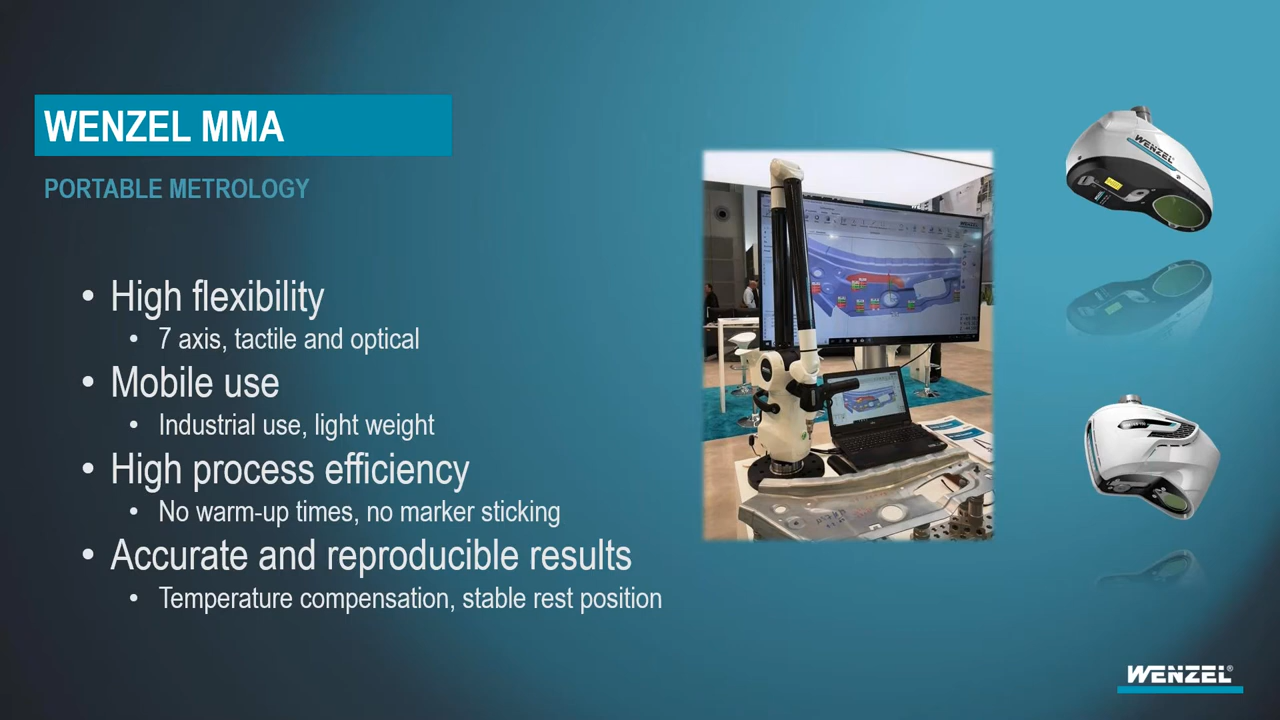 WENZEL MMA
PORTABLE METROLOGY
• High flexibility
• 7 axis, tactile and optical
• Mobile use
• Industrial use, light weight
• High process efficiency
• No warm-up times, no marker sticking
• Accurate and reproducible results
• Temperature compensation, stable rest position
WENZEL
WENZEL®